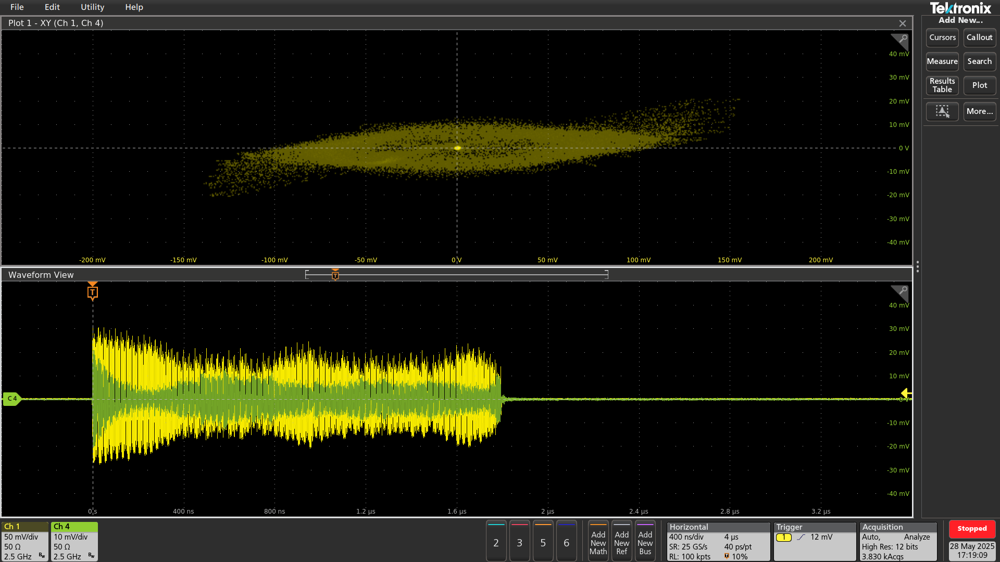 File Edit Utility Help
Tektronix
Add New...
Plot 1 - XY (Ch 1, Ch 4)
Cursors Callout
Measure Search
Results Table Plot
More...
40 mV
30 mV
20 mV
10 mV
0 V
-10 mV
-20 mV
-30 mV
-40 mV
-200 mV -150 mV -100 mV -50 mV 0 V 50 mV 100 mV 150 mV 200 mV
Waveform View
T
T
40 mV
30 mV
20 mV
10 mV
C 4
0 V
-10 mV
-20 mV
-30 mV
-40 mV
0 s 400 ns 800 ns 1.2 µs 1.6 µs 2 µs 2.4 µs 2.8 µs 3.2 µs
Ch 1
50 mV/div
50 Ω
2.5 GHz Bw
Ch 4
10 mV/div
50 Ω
2.5 GHz Bw
2 3 5 6
Add New Math
Add New Ref
Add New Bus
Horizontal
400 ns/div 4 µs
SR: 25 GS/s 40 ps/pt
RL: 100 kpts T 10%
Trigger
1 12 mV
Acquisition
Auto, Analyze
High Res: 12 bits
3.830 kAcqs
Stopped
28 May 2025
17:19:09